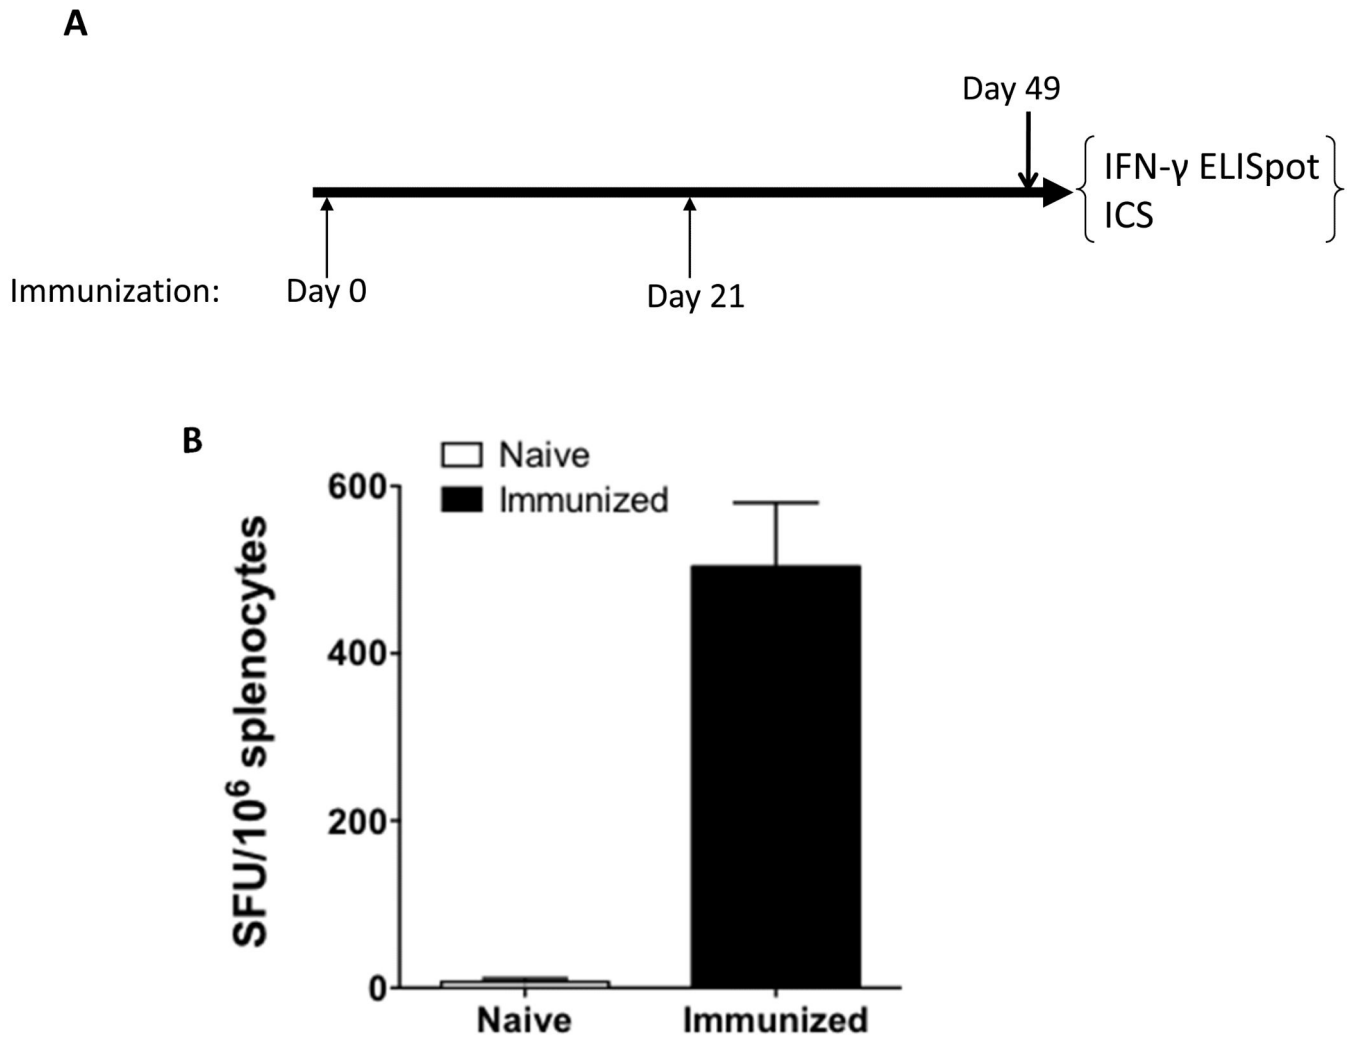 A
Day 49
IFN-γ ELISpot
ICS
Immunization:
Day 0
Day 21
B
Naive
Immunized
SFU/10⁶ splenocytes
600
400
200
0
Naive
Immunized